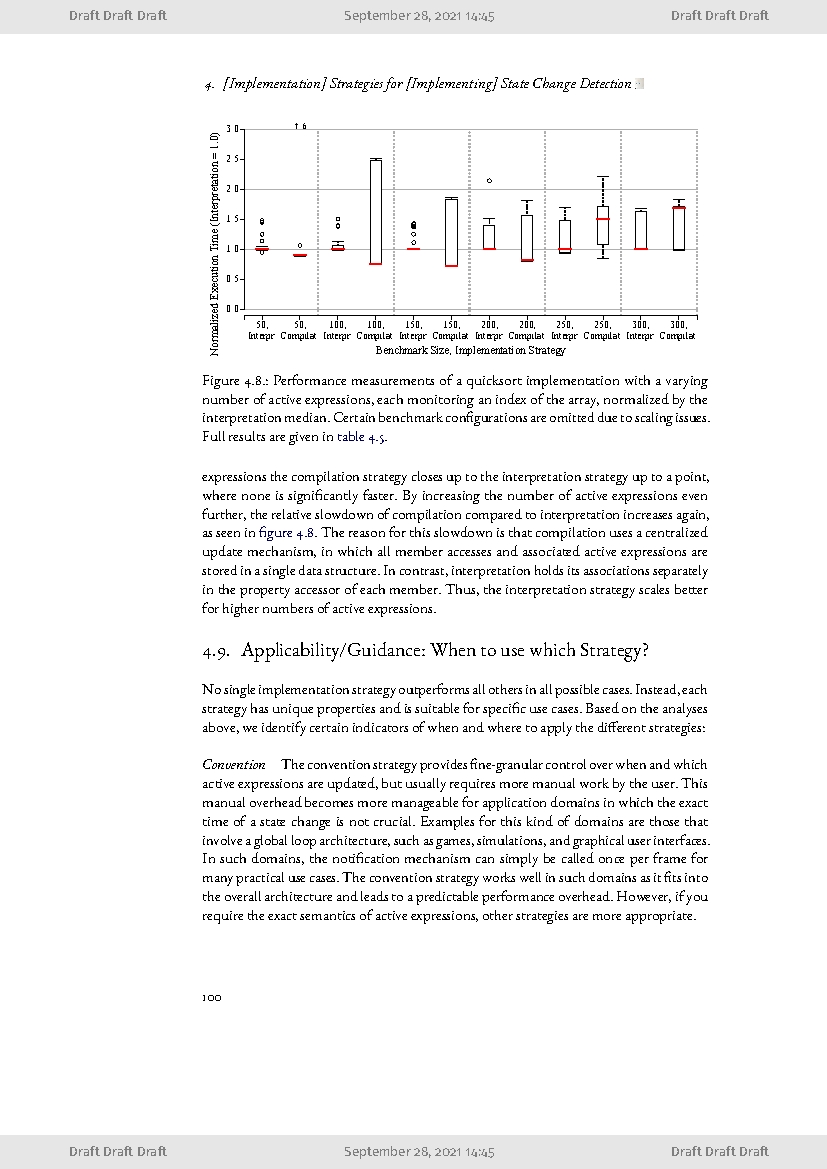 Draft Draft Draft September 28, 2021 14:45 Draft Draft Draft
4. [Implementation] Strategies for [Implementing] State Change Detection
↑ 6
3 0
2 5
2 0
1 5
1 0
0 5
0 0
Normalized Execution Time (Interpretation = 1.0)
50, 50, 100, 100, 150, 150, 200, 200, 250, 250, 300, 300,
Interpr Compilat Interpr Compilat Interpr Compilat Interpr Compilat Interpr Compilat Interpr Compilat
Benchmark Size, Implementation Strategy
Figure 4.8.: Performance measurements of a quicksort implementation with a varying
number of active expressions, each monitoring an index of the array, normalized by the
interpretation median. Certain benchmark configurations are omitted due to scaling issues.
Full results are given in table 4.5.
expressions the compilation strategy closes up to the interpretation strategy up to a point,
where none is significantly faster. By increasing the number of active expressions even
further, the relative slowdown of compilation compared to interpretation increases again,
as seen in figure 4.8. The reason for this slowdown is that compilation uses a centralized
update mechanism, in which all member accesses and associated active expressions are
stored in a single data structure. In contrast, interpretation holds its associations separately
in the property accessor of each member. Thus, the interpretation strategy scales better
for higher numbers of active expressions.
4.9. Applicability/Guidance: When to use which Strategy?
No single implementation strategy outperforms all others in all possible cases. Instead, each
strategy has unique properties and is suitable for specific use cases. Based on the analyses
above, we identify certain indicators of when and where to apply the different strategies:
Convention The convention strategy provides fine-granular control over when and which
active expressions are updated, but usually requires more manual work by the user. This
manual overhead becomes more manageable for application domains in which the exact
time of a state change is not crucial. Examples for this kind of domains are those that
involve a global loop architecture, such as games, simulations, and graphical user interfaces.
In such domains, the notification mechanism can simply be called once per frame for
many practical use cases. The convention strategy works well in such domains as it fits into
the overall architecture and leads to a predictable performance overhead. However, if you
require the exact semantics of active expressions, other strategies are more appropriate.
100
Draft Draft Draft September 28, 2021 14:45 Draft Draft Draft